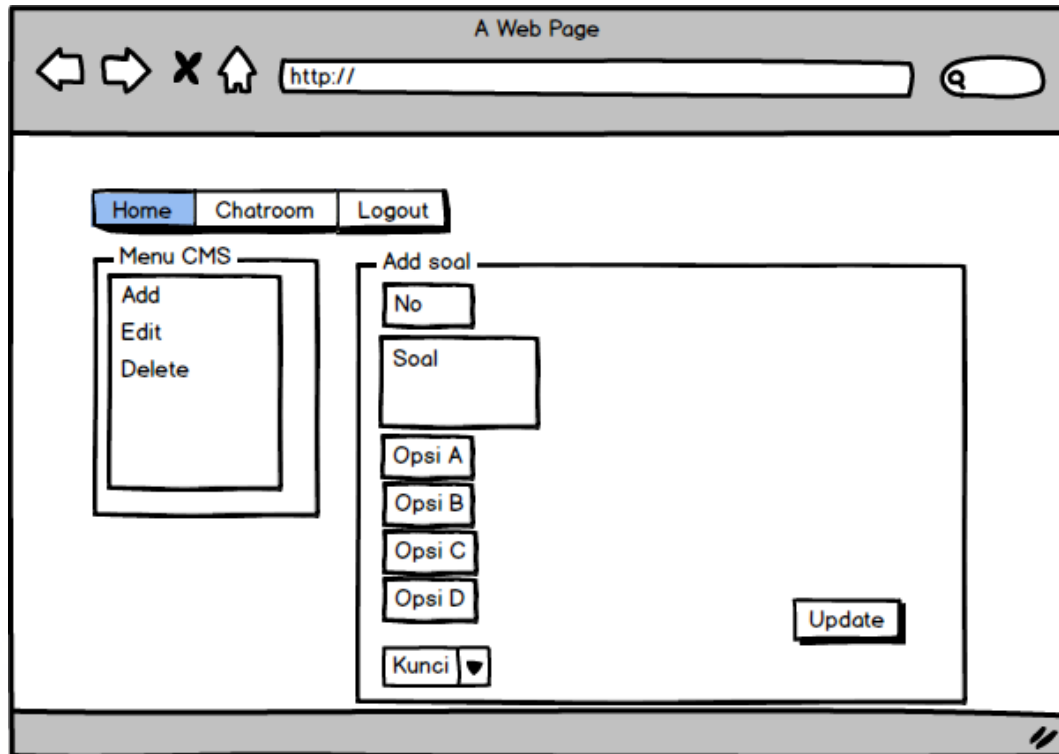 A Web Page
http://
Home Chatroom Logout
Menu CMS
Add
Edit
Delete
Add soal
No
Soal
Opsi A
Opsi B
Opsi C
Opsi D
Update
Kunci